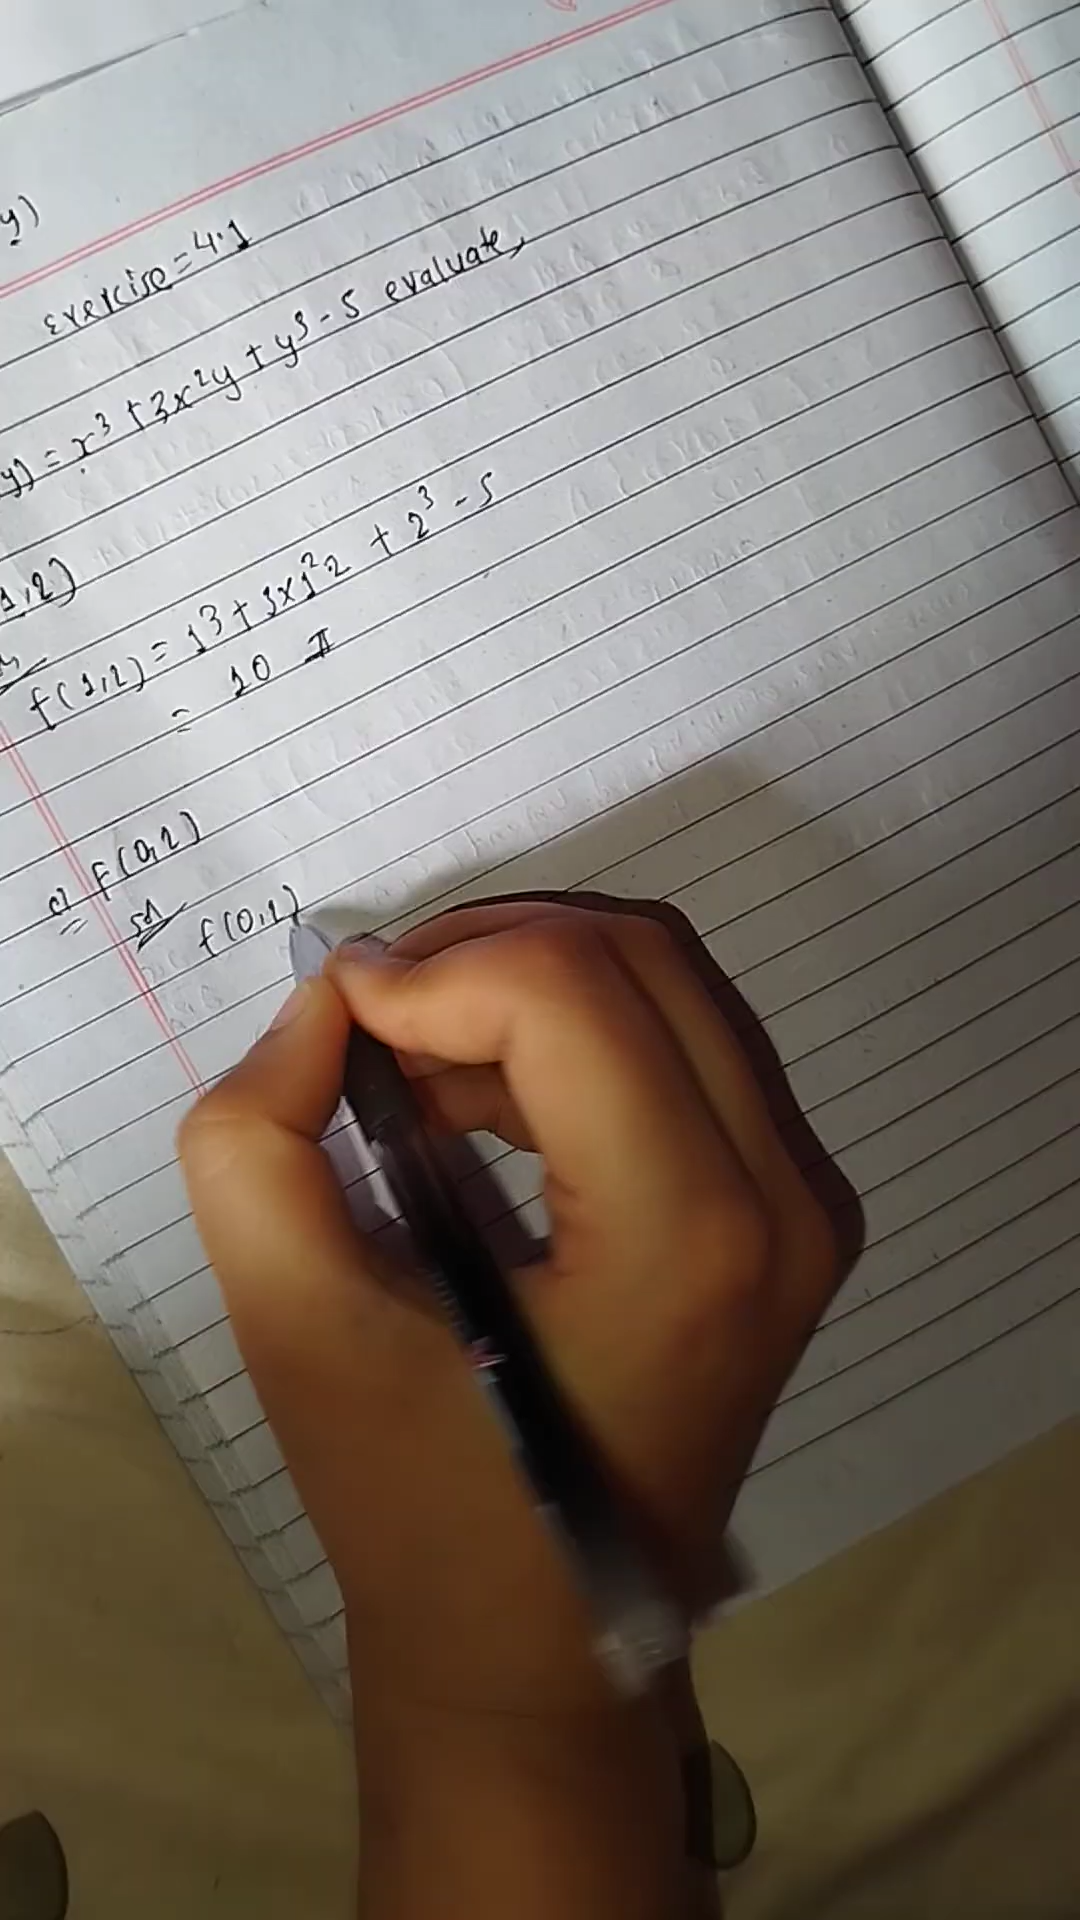 y)
Exercise = 4.1
y) = x³ + 3x²y + y³ - 5 evaluate,
1,2)
f(1,2) = 1³ + 3x1²2 + 2³ - 5
= 10
c) F(0,2)
Sol
f(0,2)